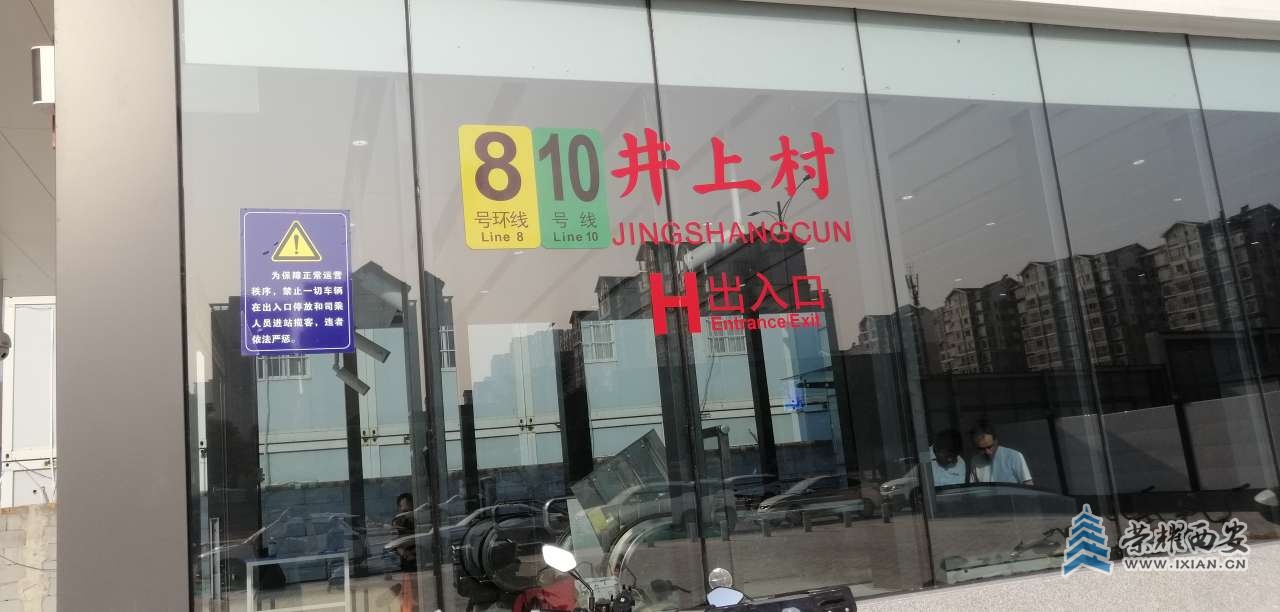 8
号环线
Line 8
10
号线
Line 10
井上村
JINGSHANGCUN
H 出入口
Entrance/Exit
为保障正常运营
秩序，禁止一切车辆
在出入口停放和司乘
人员进站揽客，违者
依法严惩。
荣耀西安
WWW.IXIAN.CN